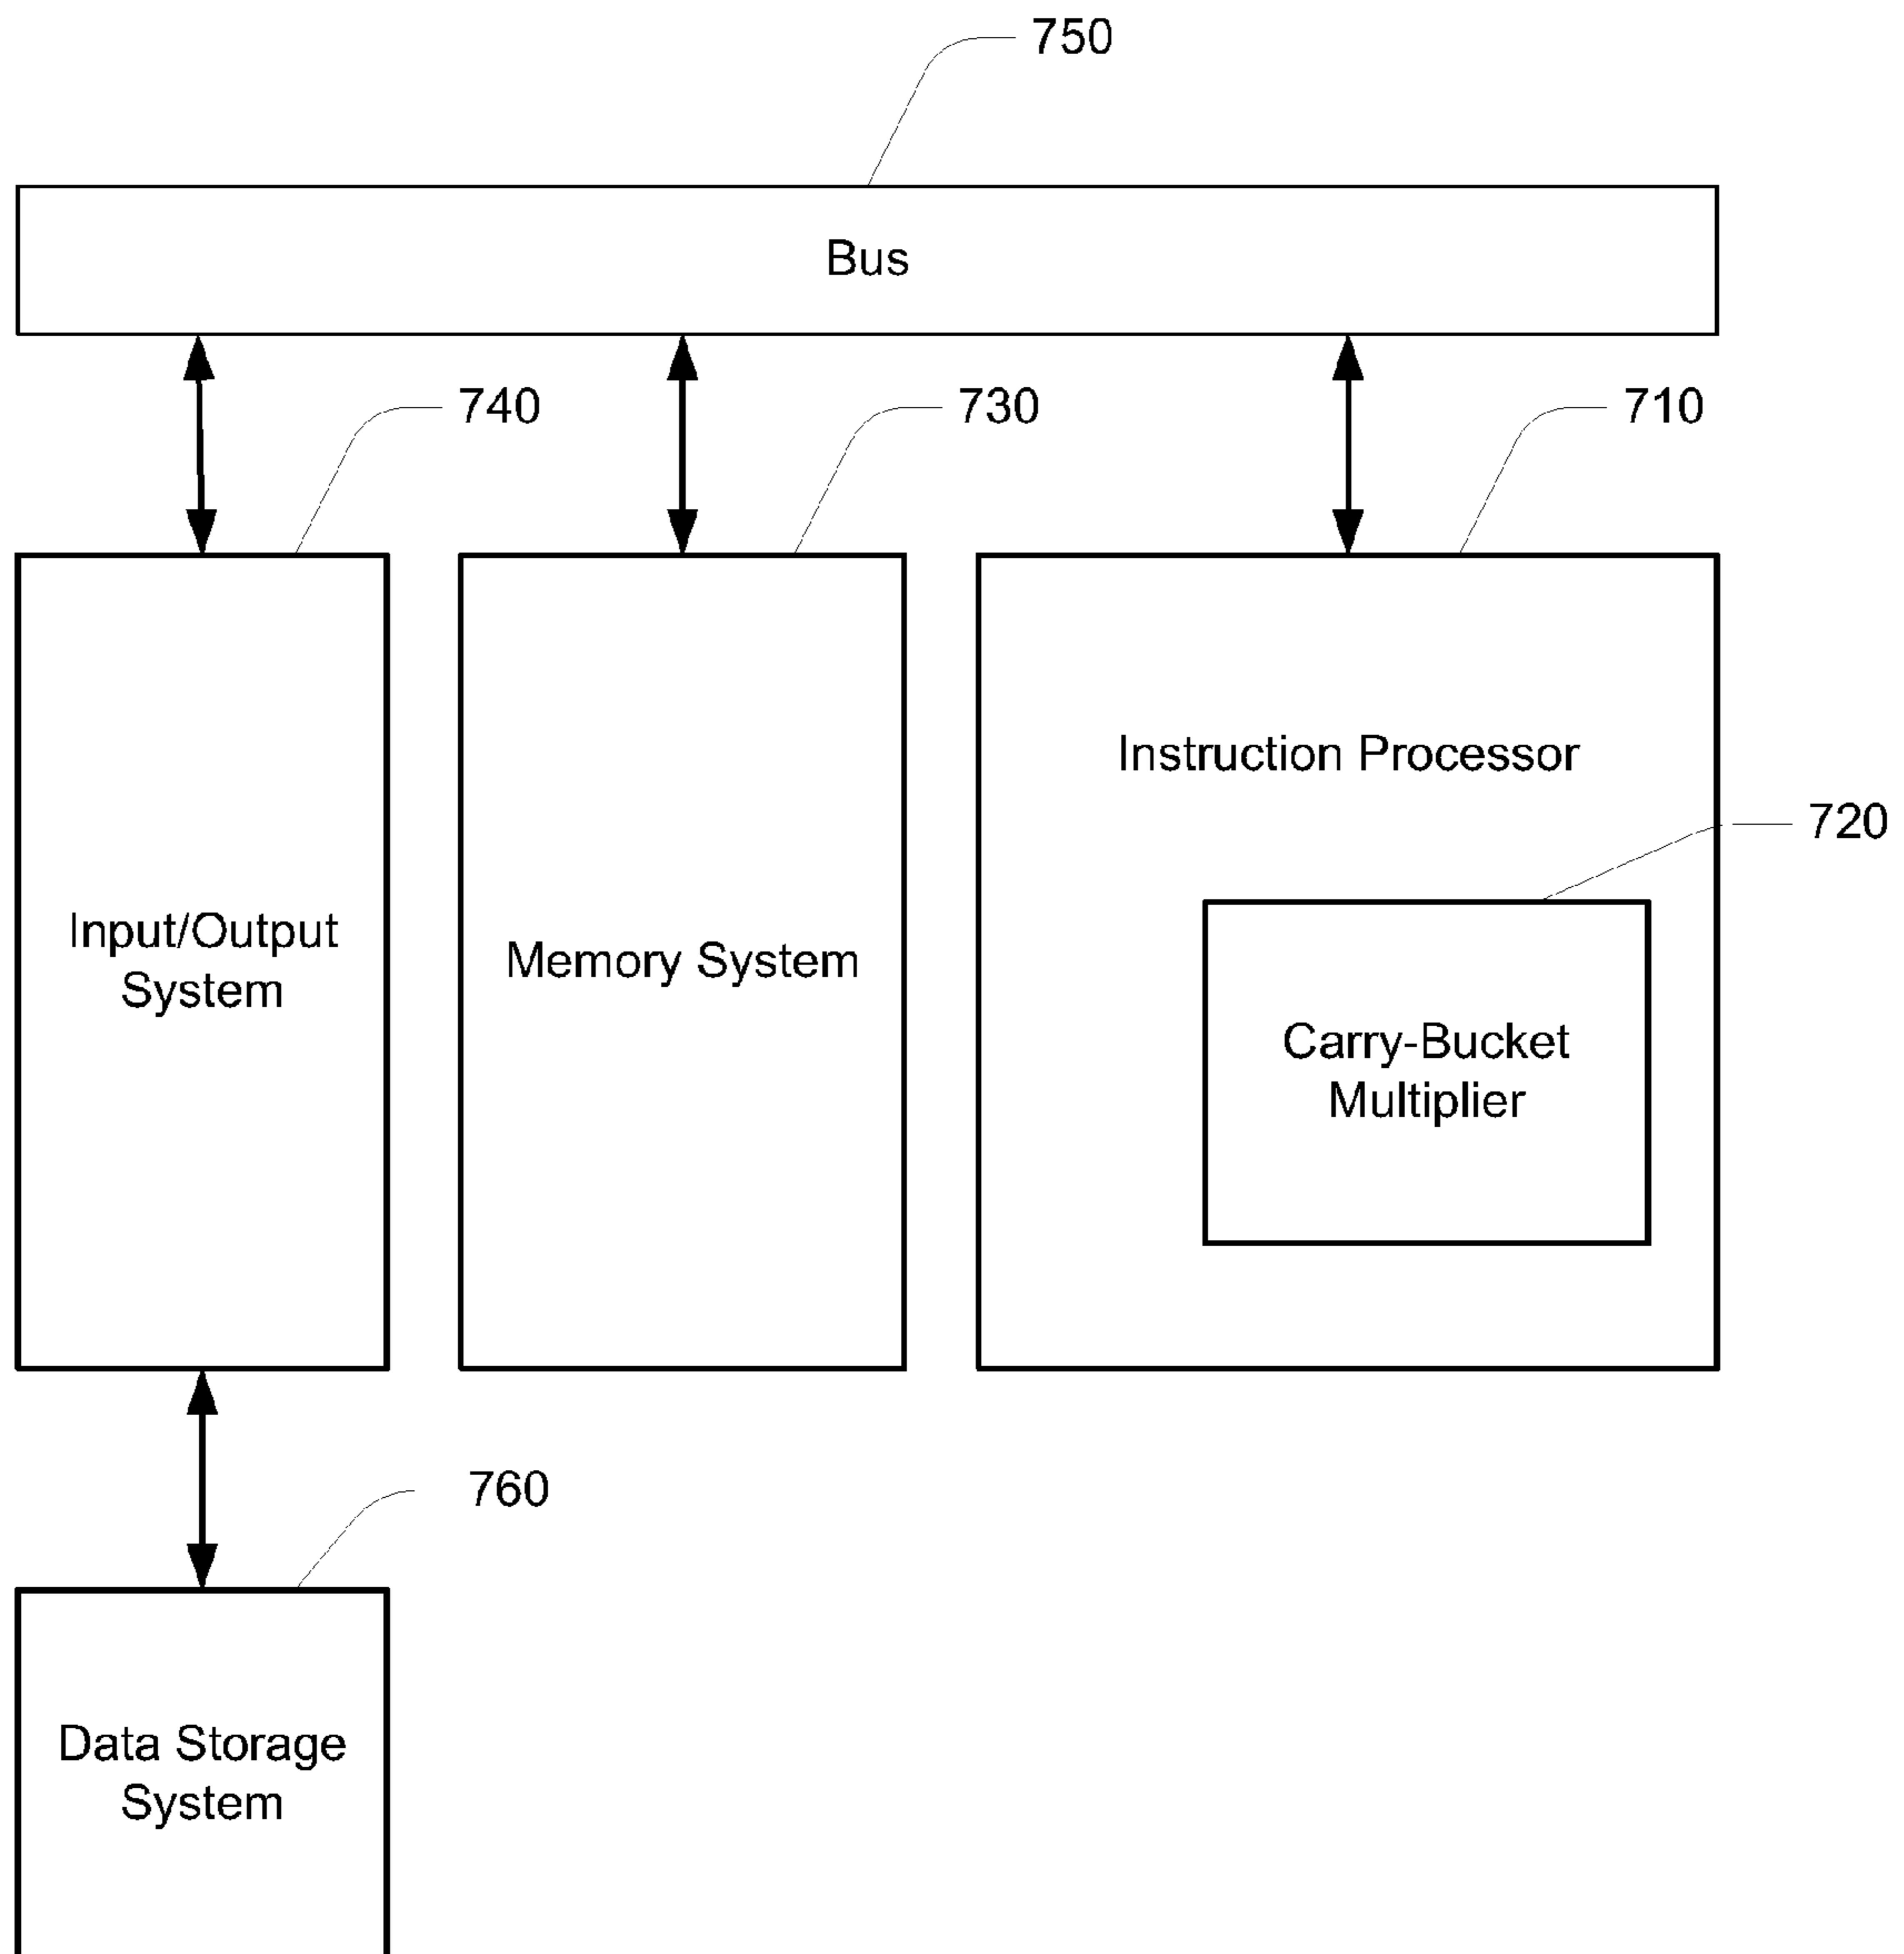 750
Bus
740
730
710
Instruction Processor
720
Input/Output
System
Memory System
Carry-Bucket
Multiplier
760
Data Storage
System